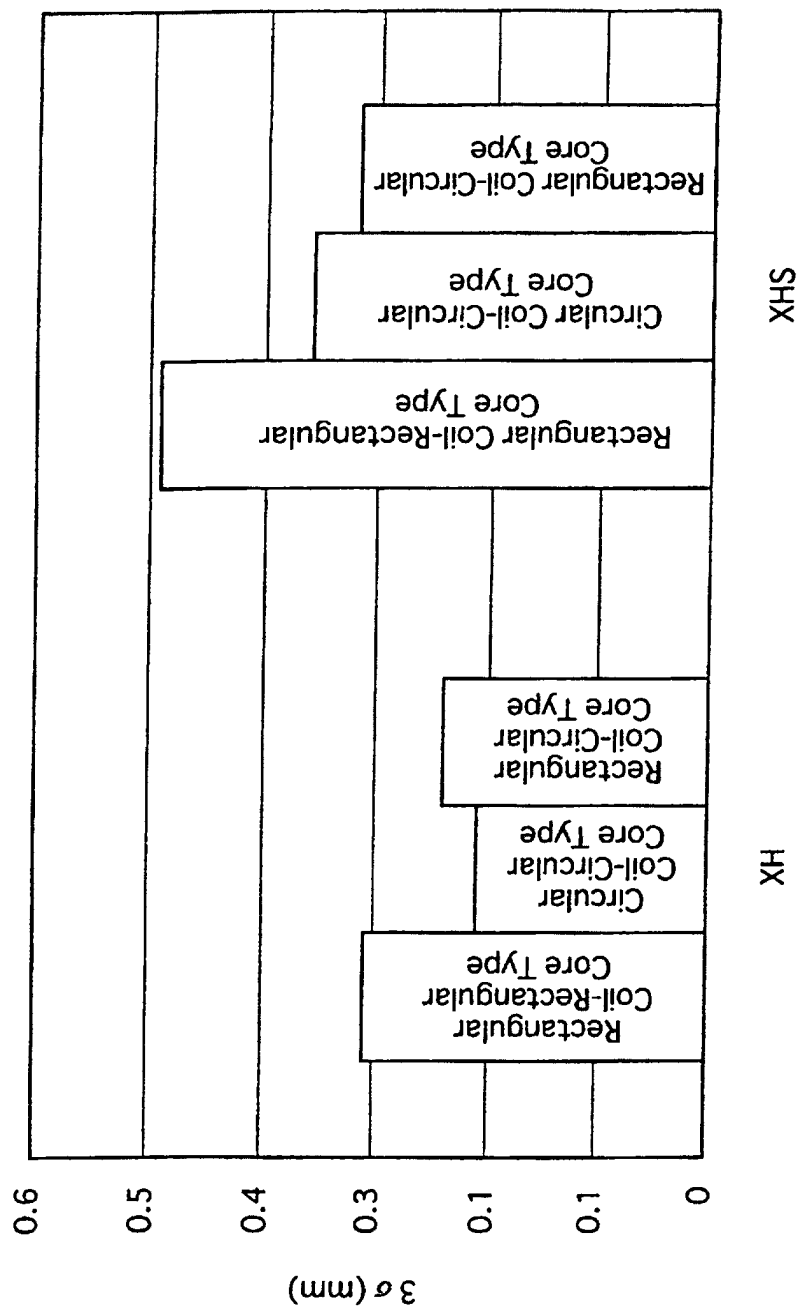 3σ (mm)
0.6
0.5
0.4
0.3
0.1
0.1
0
Rectangular
Coil-Rectangular
Core Type
Circular
Coil-Circular
Core Type
Rectangular
Coil-Circular
Core Type
HX
Rectangular Coil-Rectangular
Core Type
Circular Coil-Circular
Core Type
Rectangular Coil-Circular
Core Type
SHX